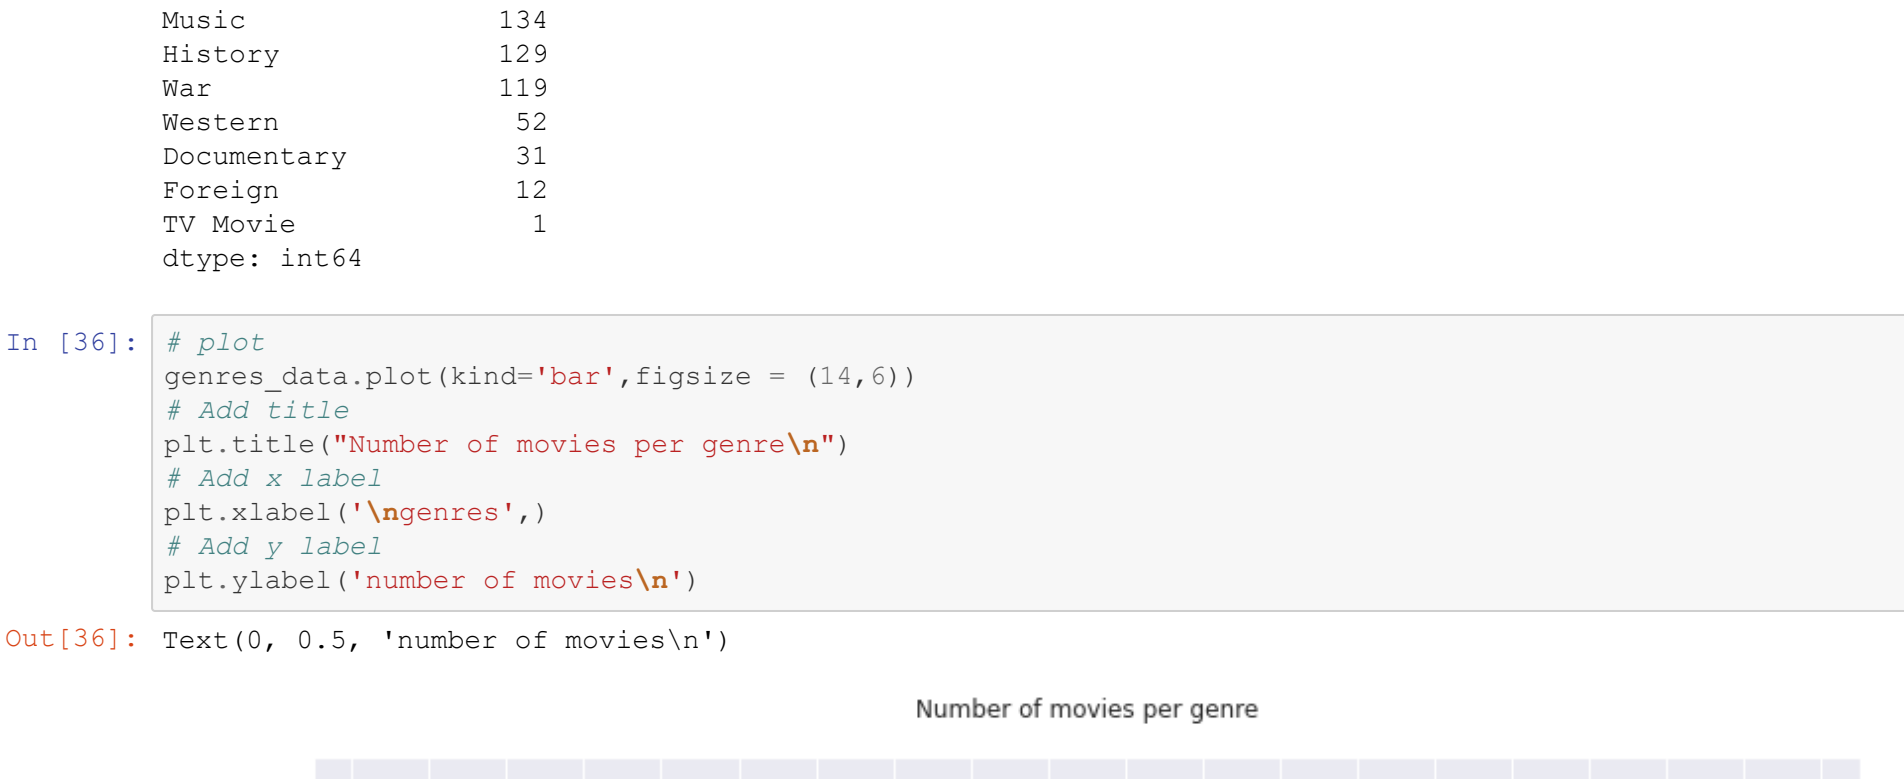 Music 134
History 129
War 119
Western 52
Documentary 31
Foreign 12
TV Movie 1
dtype: int64
In [36]: # plot
genres_data.plot(kind='bar',figsize = (14,6))
# Add title
plt.title("Number of movies per genre\n")
# Add x label
plt.xlabel('\ngenres',)
# Add y label
plt.ylabel('number of movies\n')
Out[36]: Text(0, 0.5, 'number of movies\n')
Number of movies per genre